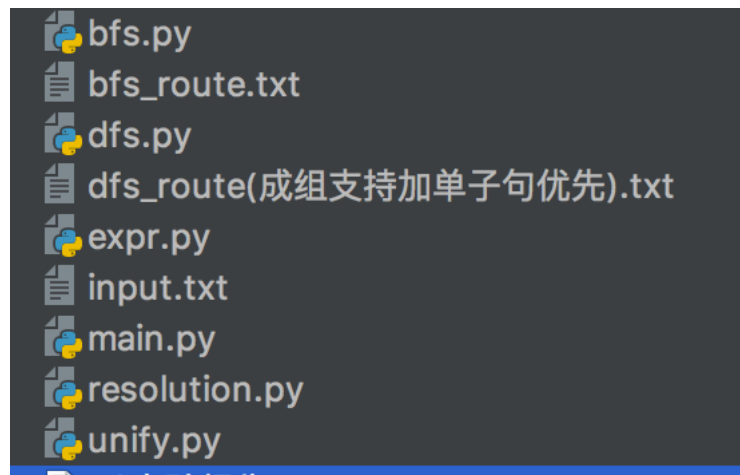 bfs.py
bfs_route.txt
dfs.py
dfs_route(成组支持加单子句优先).txt
expr.py
input.txt
main.py
resolution.py
unify.py